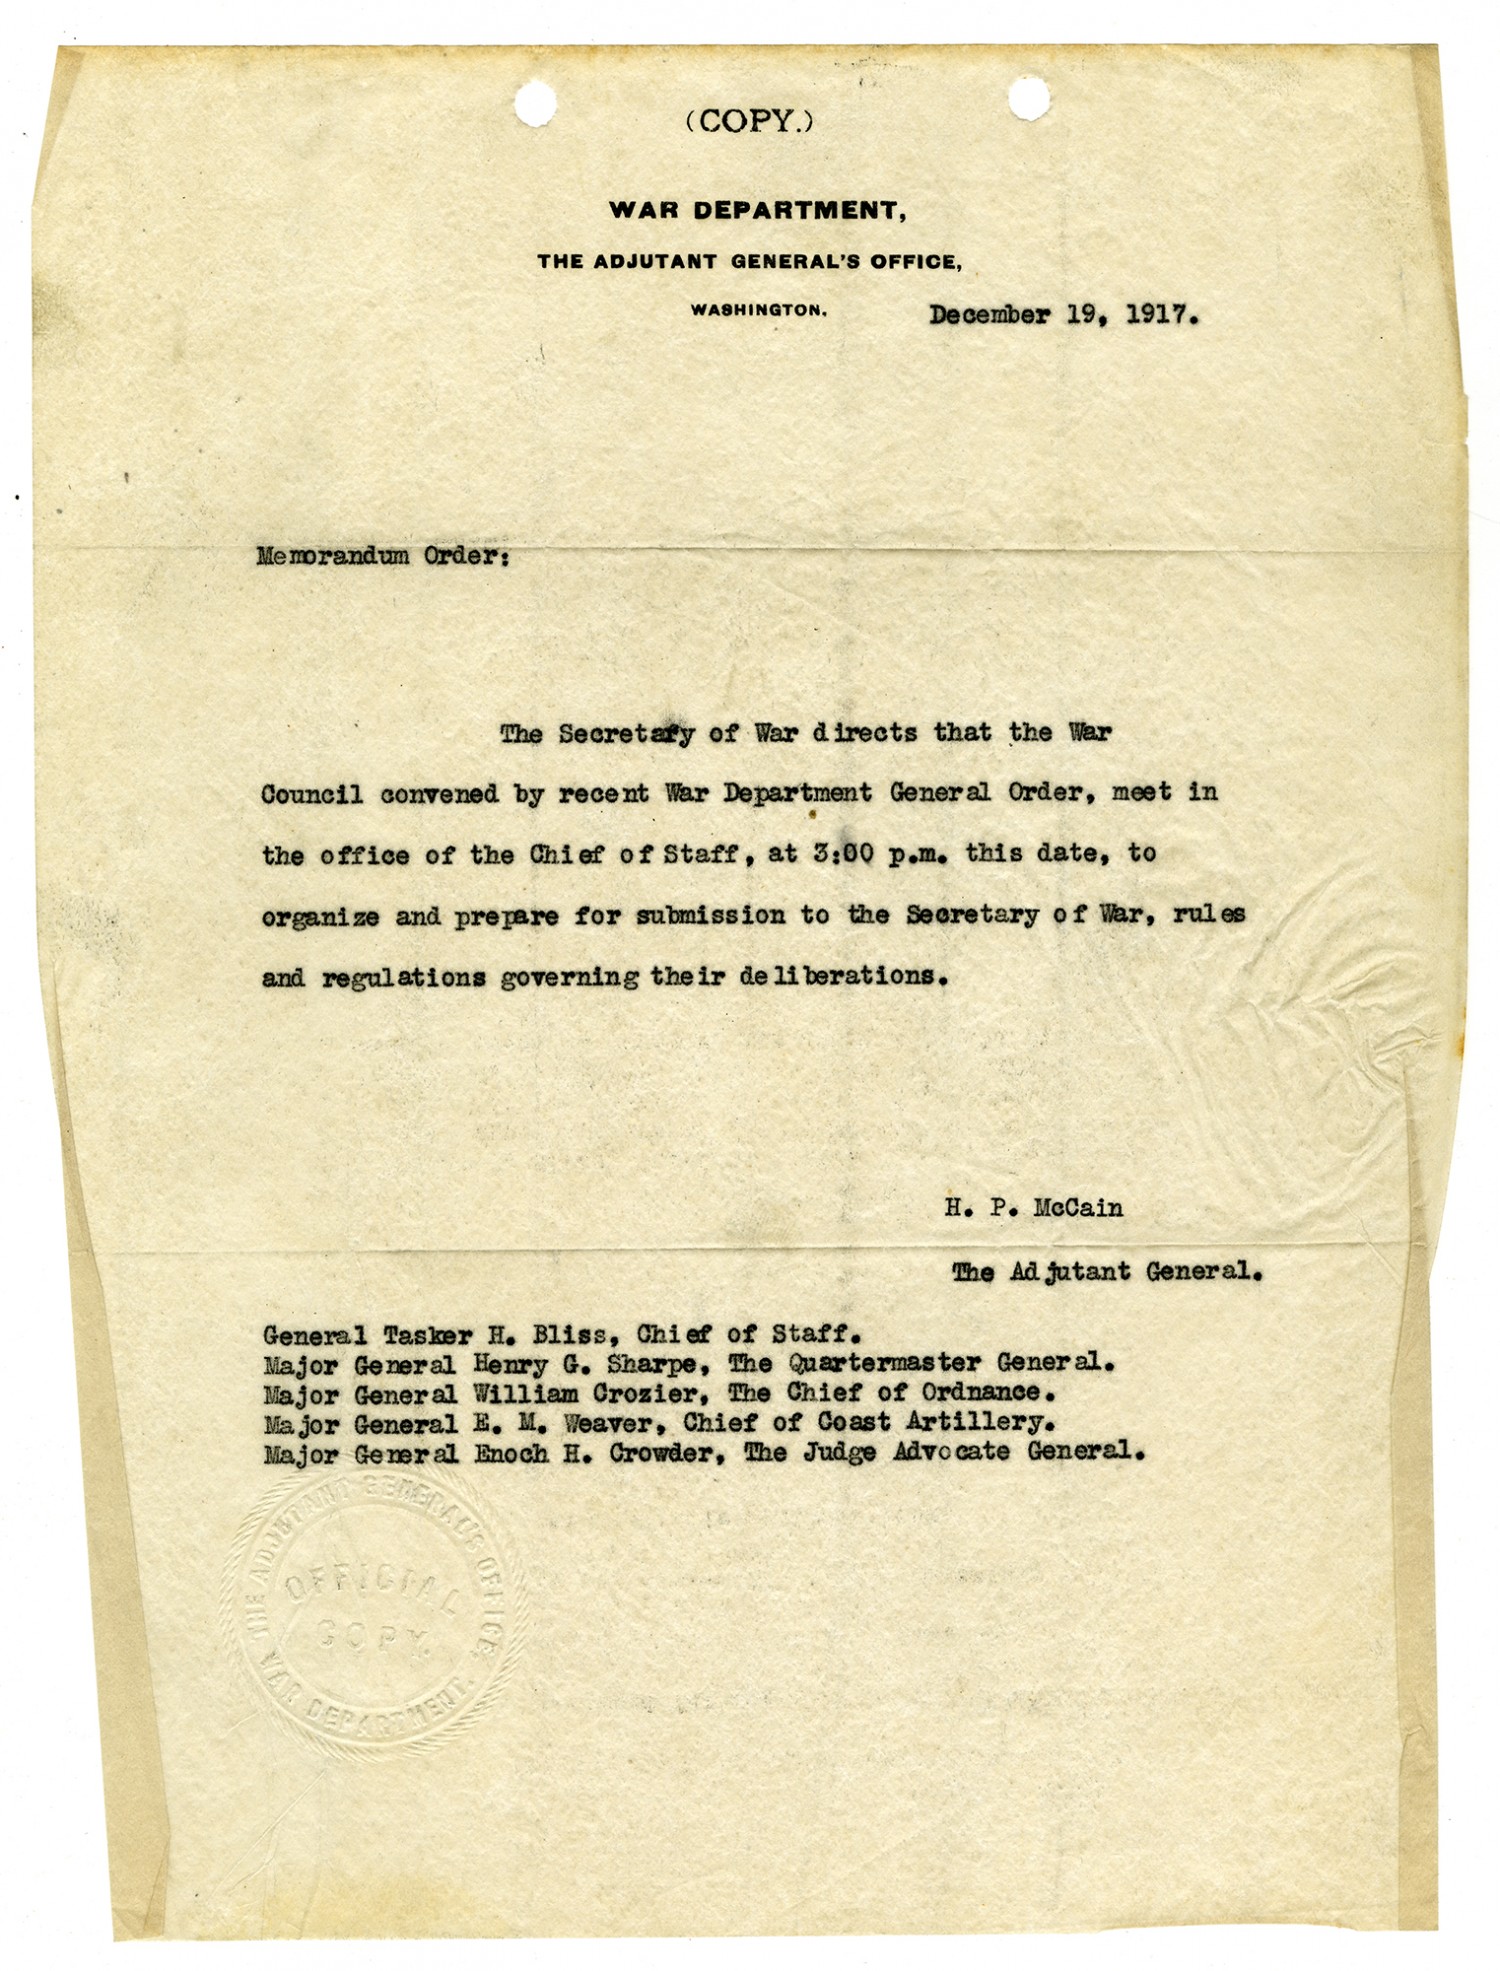 (COPY.)
WAR DEPARTMENT,
THE ADJUTANT GENERAL'S OFFICE,
WASHINGTON. December 19, 1917.
Memorandum Order:
The Secretary of War directs that the War
Council convened by recent War Department General Order, meet in
the office of the Chief of Staff, at 3:00 p.m. this date, to
organize and prepare for submission to the Secretary of War, rules
and regulations governing their deliberations.
H. P. McCain
The Adjutant General.
General Tasker H. Bliss, Chief of Staff.
Major General Henry G. Sharpe, The Quartermaster General.
Major General William Crozier, The Chief of Ordnance.
Major General E. M. Weaver, Chief of Coast Artillery.
Major General Enoch H. Crowder, The Judge Advocate General.
THE ADJUTANT GENERAL'S OFFICE.
OFFICIAL
COPY.
WAR DEPARTMENT.